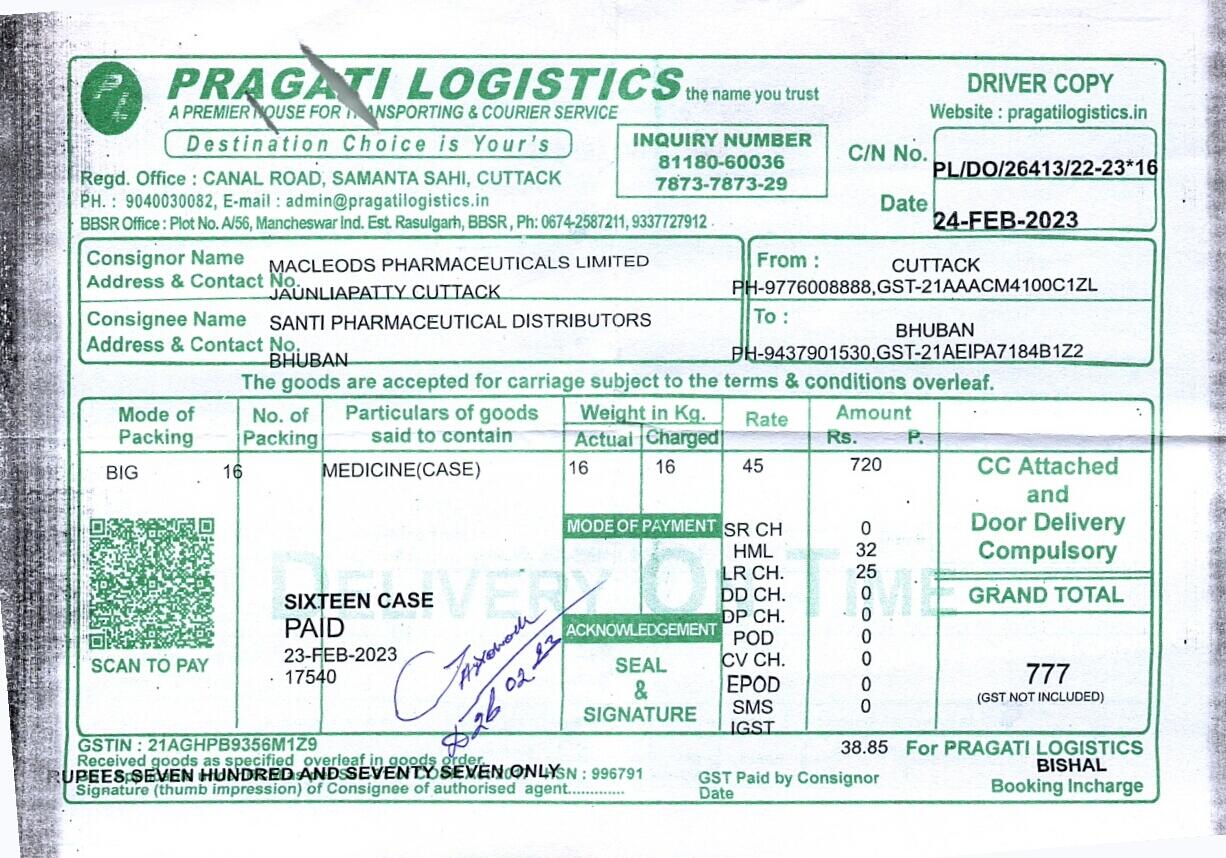 PRAGATI LOGISTICS the name you trust
A PREMIER HOUSE FOR TRANSPORTING & COURIER SERVICE
Destination Choice is Your's
Regd. Office : CANAL ROAD, SAMANTA SAHI, CUTTACK
PH. : 9040030082, E-mail : admin@pragatilogistics.in
BBSR Office : Plot No. A/56, Mancheswar Ind. Est. Rasulgarh, BBSR , Ph: 0674-2587211, 9337727912
INQUIRY NUMBER
81180-60036
7873-7873-29
DRIVER COPY
Website : pragatilogistics.in
C/N No. PL/DO/26413/22-23*16
Date 24-FEB-2023
Consignor Name MACLEODS PHARMACEUTICALS LIMITED
Address & Contact No. JAUNLIAPATTY CUTTACK
From : CUTTACK
PH-9776008888,GST-21AAACM4100C1ZL
Consignee Name SANTI PHARMACEUTICAL DISTRIBUTORS
Address & Contact No. BHUBAN
To : BHUBAN
PH-9437901530,GST-21AEIPA7184B1Z2
The goods are accepted for carriage subject to the terms & conditions overleaf.
Mode of Packing No. of Packing Particulars of goods said to contain Weight in Kg. Actual Charged Rate Amount Rs. P.
BIG 16 MEDICINE(CASE) 16 16 45 720
CC Attached
and
Door Delivery
Compulsory
GRAND TOTAL
777
(GST NOT INCLUDED)
MODE OF PAYMENT
SR CH 0
HML 32
LR CH. 25
DD CH. 0
DP CH. 0
POD 0
CV CH. 0
EPOD 0
SMS 0
IGST 38.85
DELIVERY ON TIME
SCAN TO PAY
SIXTEEN CASE
PAID
23-FEB-2023
17540
26 02 23
ACKNOWLEDGEMENT
SEAL
&
SIGNATURE
GSTIN : 21AGHPB9356M1Z9
Received goods as specified overleaf in goods order.
RUPEES SEVEN HUNDRED AND SEVENTY SEVEN ONLY
HSN : 996791
Signature (thumb impression) of Consignee of authorised agent.............
GST Paid by Consignor
Date
For PRAGATI LOGISTICS
BISHAL
Booking Incharge